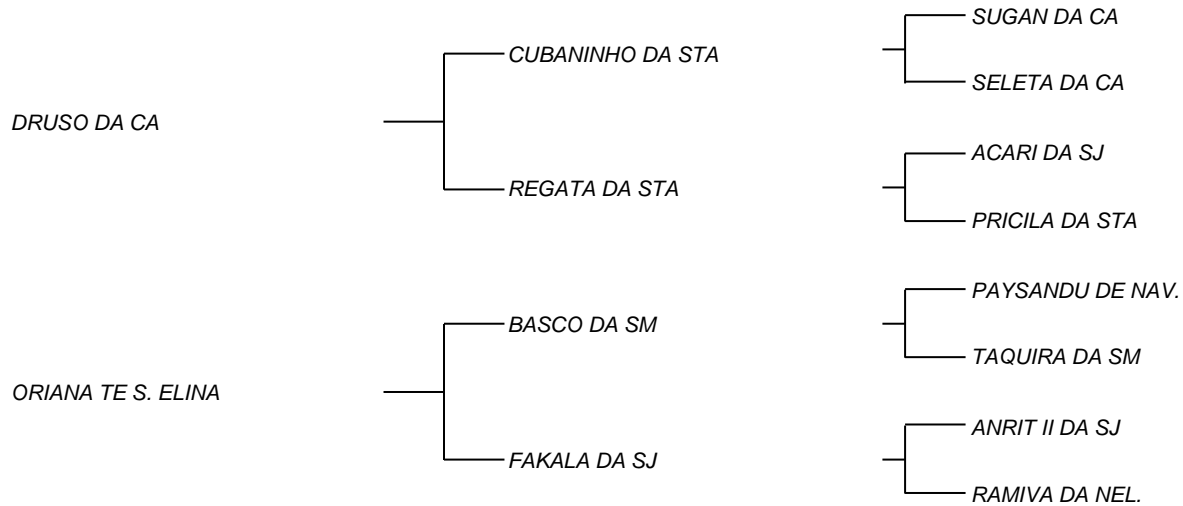 SUGAN DA CA
CUBANINHO DA STA
SELETA DA CA
DRUSO DA CA
ACARI DA SJ
REGATA DA STA
PRICILA DA STA
PAYSANDU DE NAV.
BASCO DA SM
TAQUIRA DA SM
ORIANA TE S. ELINA
ANRIT II DA SJ
FAKALA DA SJ
RAMIVA DA NEL.